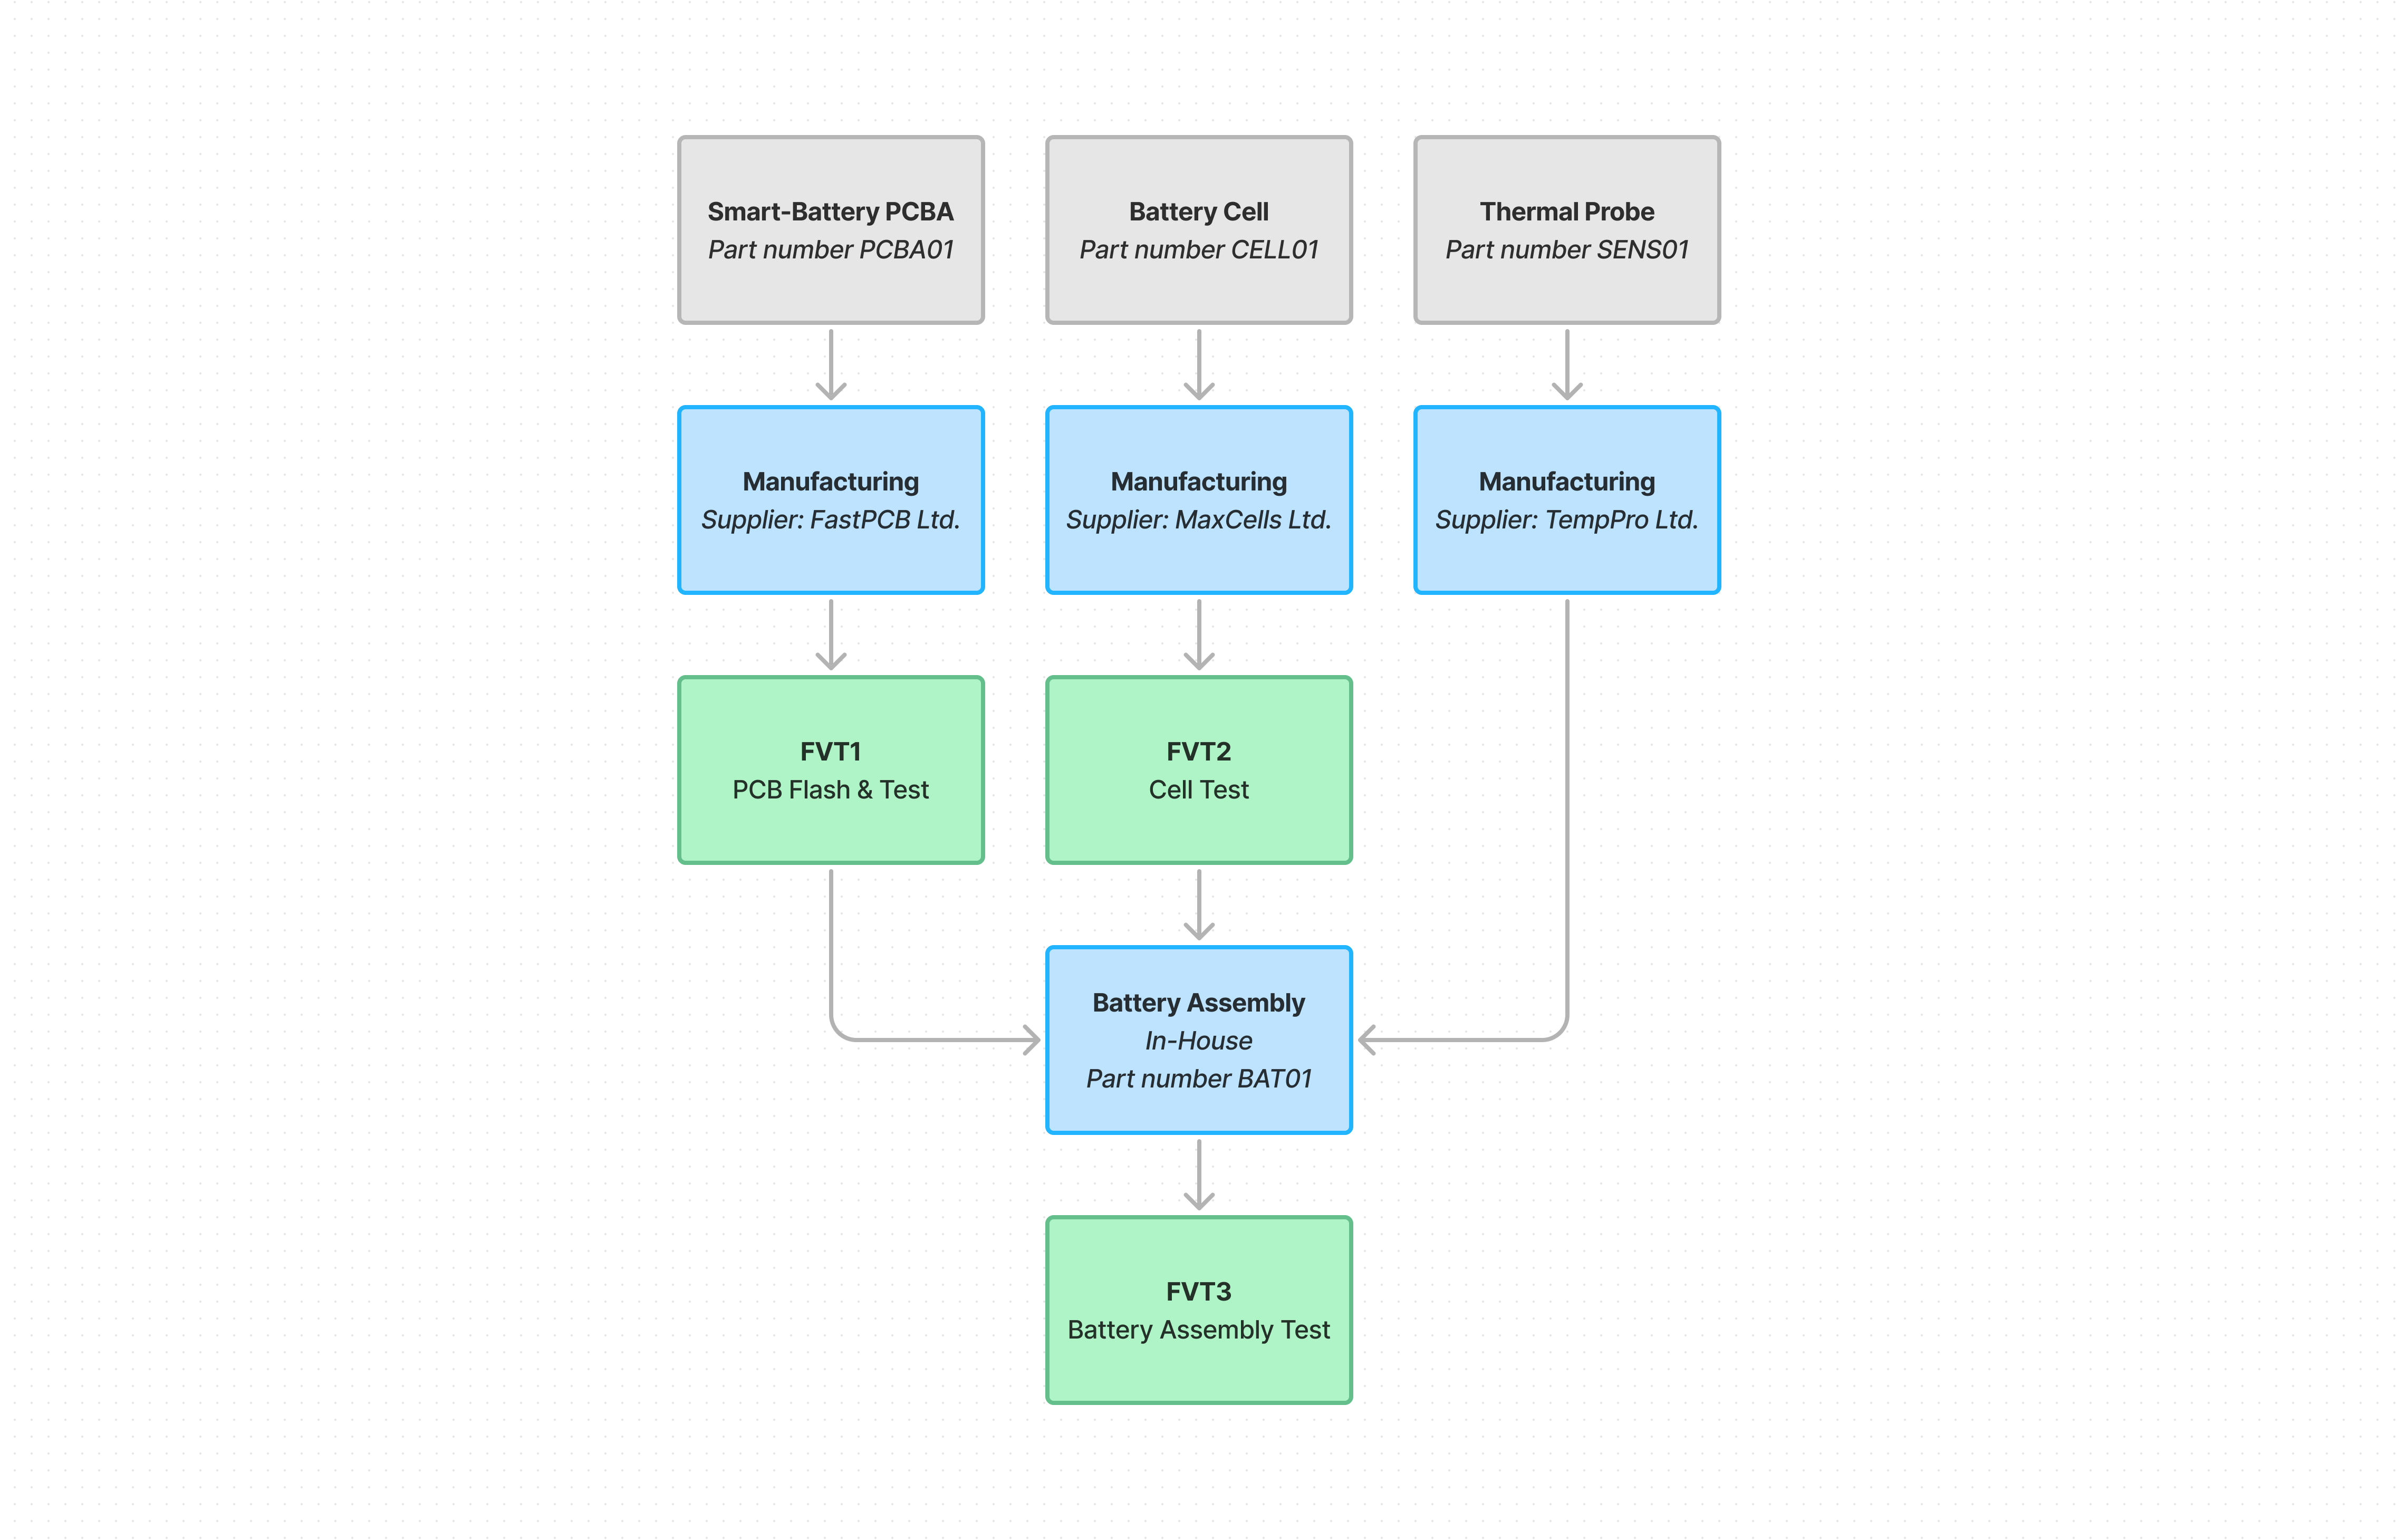 Smart-Battery PCBA
Part number PCBA01
Battery Cell
Part number CELL01
Thermal Probe
Part number SENS01
Manufacturing
Supplier: FastPCB Ltd.
Manufacturing
Supplier: MaxCells Ltd.
Manufacturing
Supplier: TempPro Ltd.
FVT1
PCB Flash & Test
FVT2
Cell Test
Battery Assembly
In-House
Part number BAT01
FVT3
Battery Assembly Test